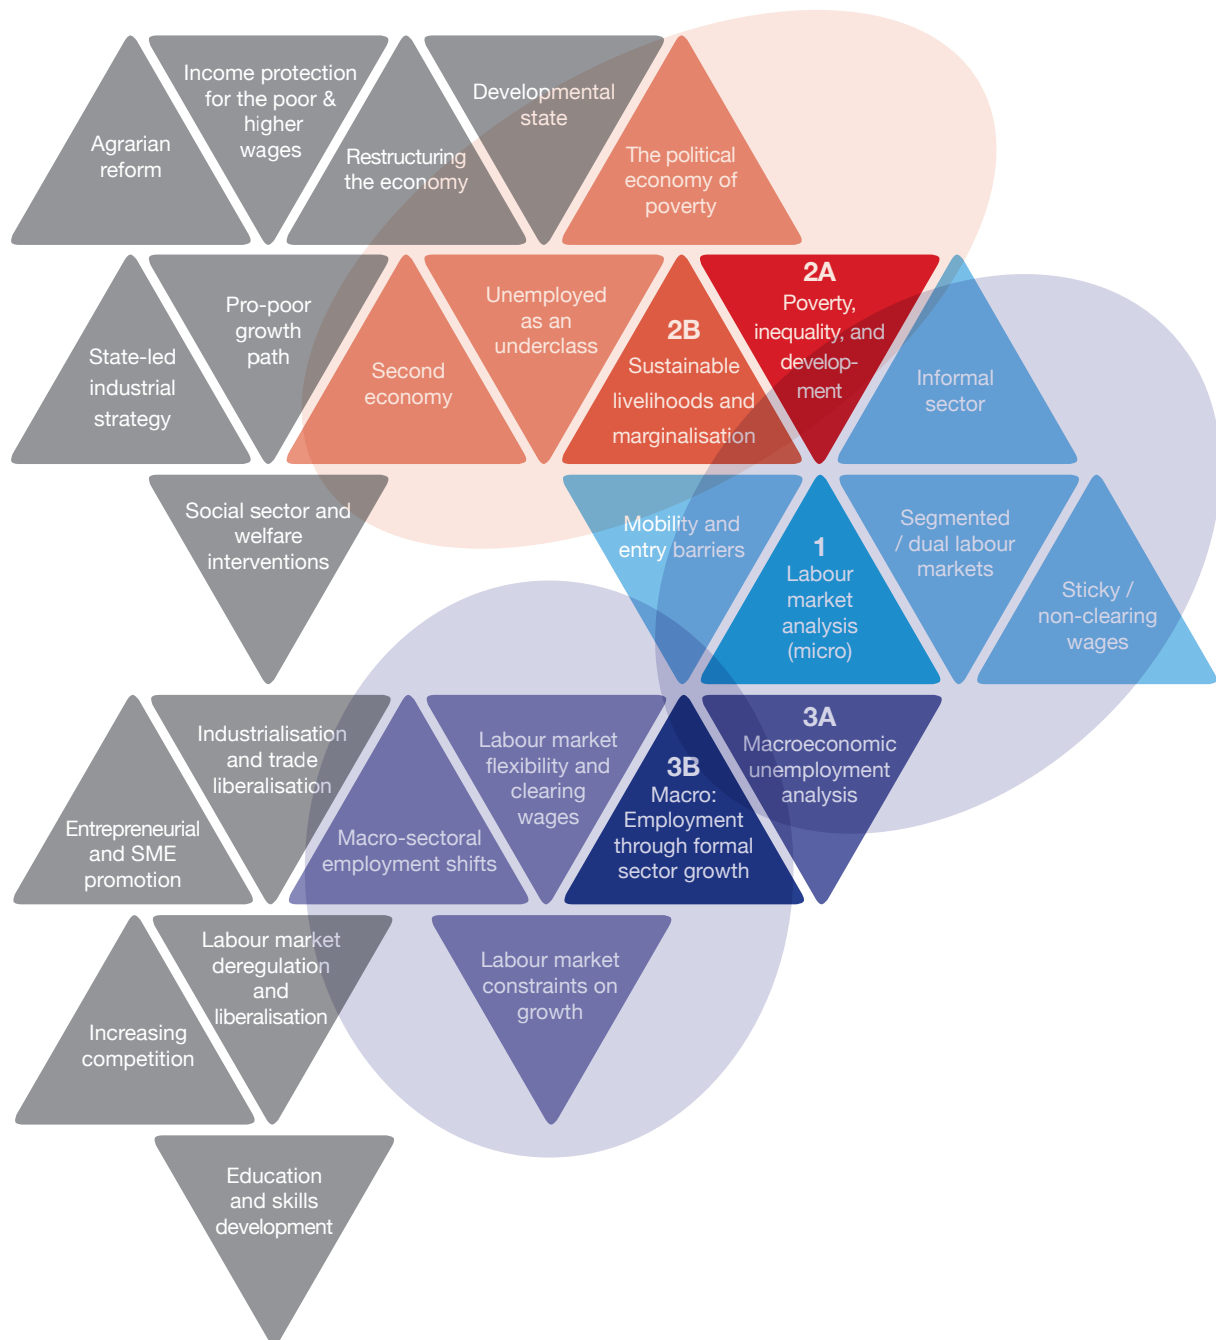 Agrarian
reform
Income protection
for the poor &
higher
wages
Restructuring
the economy
Developmental
state
The political
economy of
poverty
State-led
industrial
strategy
Pro-poor
growth
path
Second
economy
Unemployed
as an
underclass
2B
Sustainable
livelihoods and
marginalisation
2A
Poverty,
inequality, and
develop-
ment
Informal
sector
Social sector and
welfare
interventions
Mobility and
entry barriers
1
Labour
market
analysis
(micro)
Segmented
/ dual labour
markets
Sticky /
non-clearing
wages
Entrepreneurial
and SME
promotion
Industrialisation
and trade
liberalisation
Macro-sectoral
employment shifts
Labour market
flexibility and
clearing
wages
3B
Macro:
Employment
through formal
sector growth
3A
Macroeconomic
unemployment
analysis
Increasing
competition
Labour market
deregulation
and
liberalisation
Labour market
constraints on
growth
Education
and skills
development